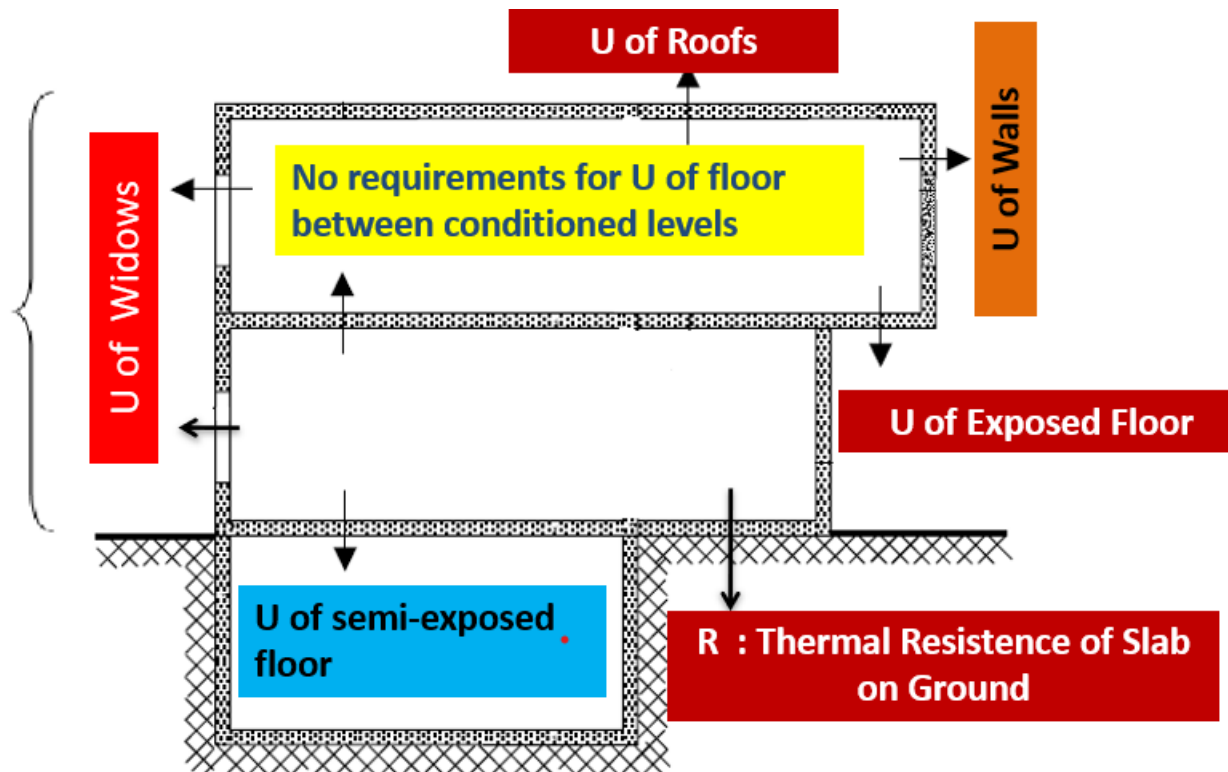 U of Roofs
U of Walls
U of Widows
No requirements for U of floor
between conditioned levels
U of Exposed Floor
U of semi-exposed
floor
R : Thermal Resistence of Slab
on Ground